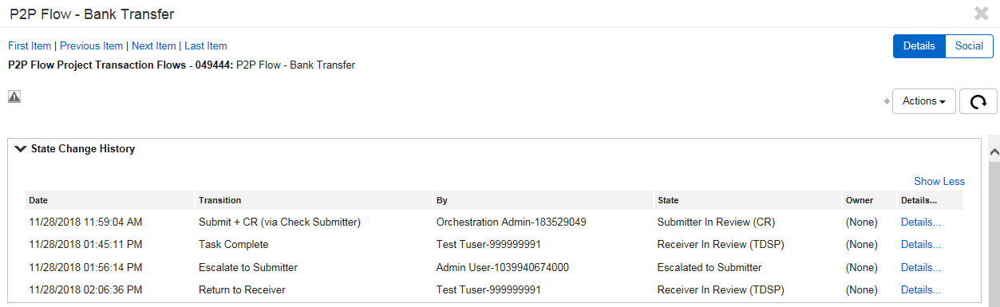 P2P Flow - Bank Transfer
First Item | Previous Item | Next Item | Last Item
Details Social
P2P Flow Project Transaction Flows - 049444: P2P Flow - Bank Transfer
Actions
State Change History
Show Less
Date Transition By State Owner Details...
11/28/2018 11:59:04 AM Submit + CR (via Check Submitter) Orchestration Admin-183529049 Submitter In Review (CR) (None) Details...
11/28/2018 01:45:11 PM Task Complete Test Tuser-999999991 Receiver In Review (TDSP) (None) Details...
11/28/2018 01:56:14 PM Escalate to Submitter Admin User-1039940674000 Escalated to Submitter (None) Details...
11/28/2018 02:06:36 PM Return to Receiver Test Tuser-999999991 Receiver In Review (TDSP) (None) Details...